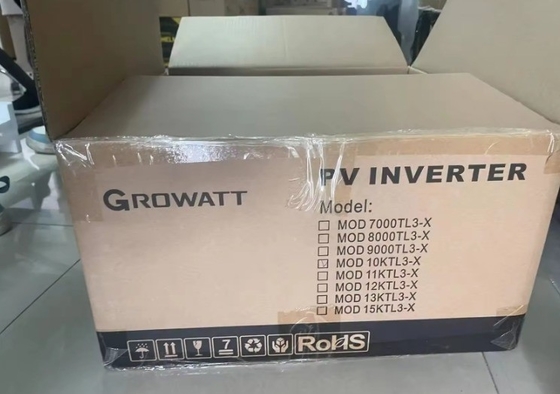 GROWATT
PV INVERTER
Model:
MOD 7000TL3-X
MOD 8000TL3-X
MOD 9000TL3-X
MOD 10KTL3-X
MOD 11KTL3-X
MOD 12KTL3-X
MOD 13KTL3-X
MOD 15KTL3-X
7
RoHS